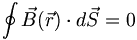 ∮ B⃗(r⃗) · dS⃗ = 0